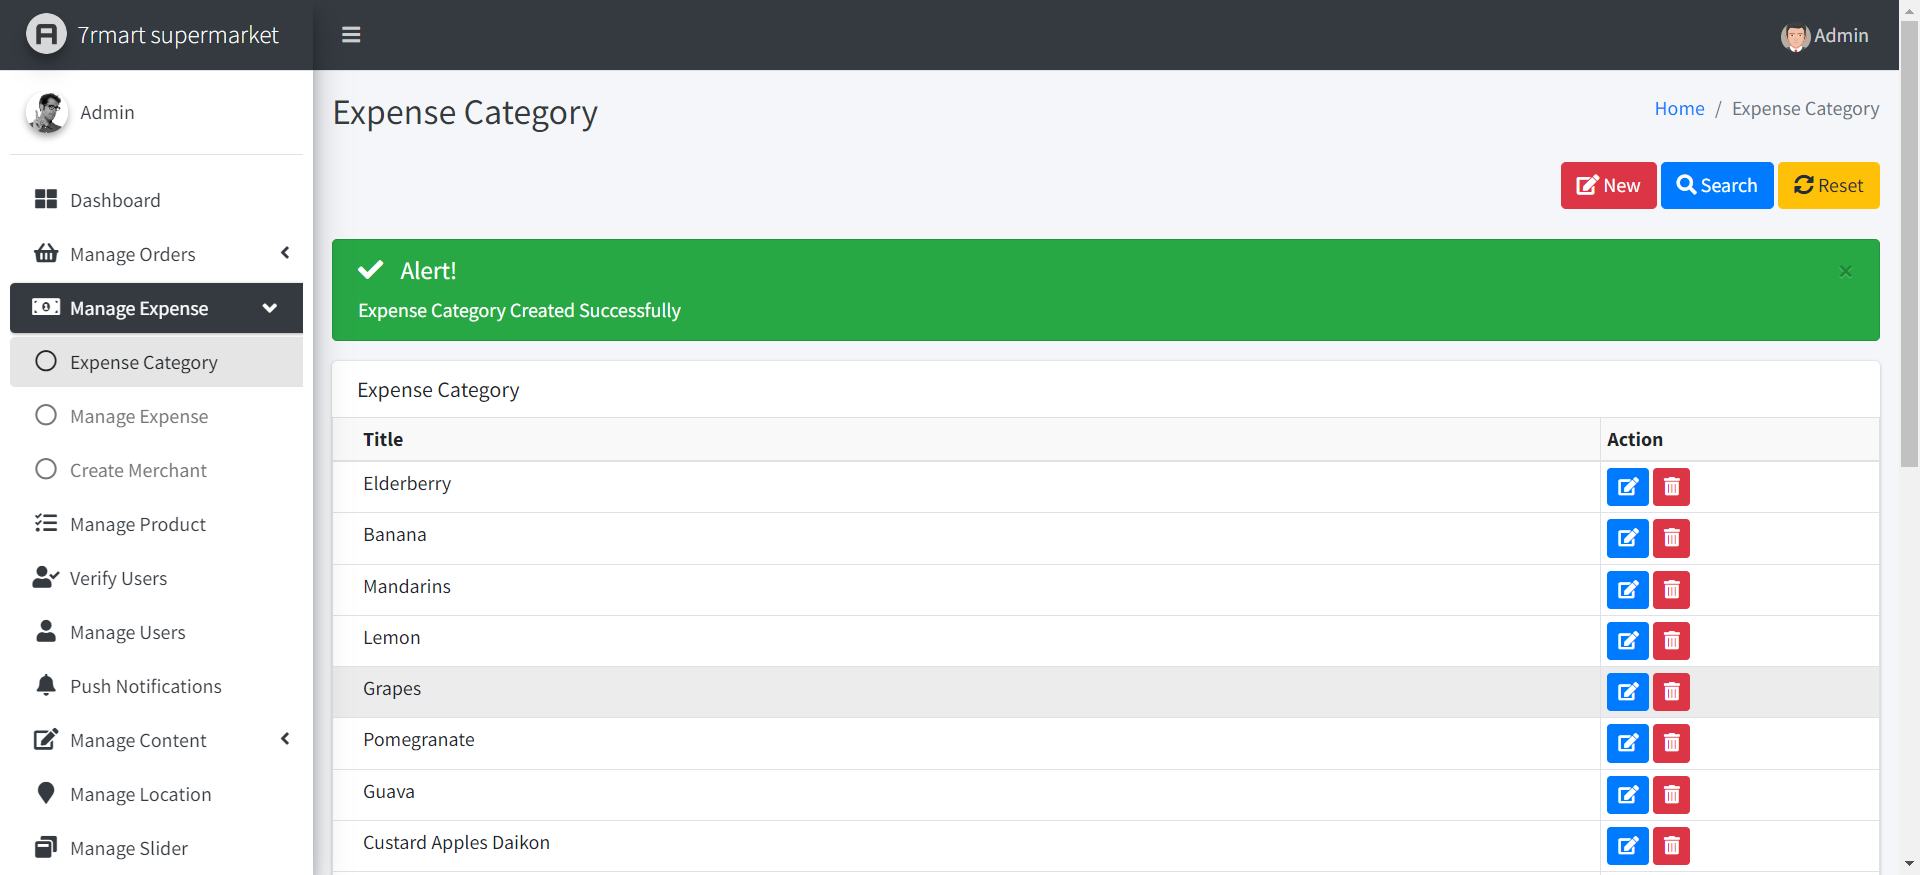 7rmart supermarket
Admin
Admin
Dashboard
Manage Orders
Manage Expense
Expense Category
Manage Expense
Create Merchant
Manage Product
Verify Users
Manage Users
Push Notifications
Manage Content
Manage Location
Manage Slider
Expense Category
Home / Expense Category
New Search Reset
Alert!
×
Expense Category Created Successfully
Expense Category
Title Action
Elderberry
Banana
Mandarins
Lemon
Grapes
Pomegranate
Guava
Custard Apples Daikon